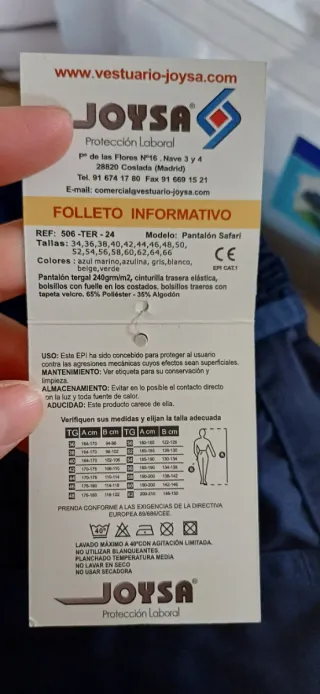 www.vestuario-joysa.com
JOYSA®
Protección Laboral
Pº de las Flores Nº16 , Nave 3 y 4
28820 Coslada (Madrid)
Tel. 91 674 17 80 Fax 91 669 15 21
E-mail: comercial@vestuario-joysa.com
FOLLETO INFORMATIVO
REF: 506 -TER - 24 Modelo: Pantalón Safari
Tallas: 34,36,38,40,42,44,46,48,50,
52,54,56,58,60,62,64,66
Colores: azul marino,azulina, gris,blanco,
beige,verde
CE
EPI CAT.I
Pantalón tergal 240grm/m2, cinturilla trasera elástica,
bolsillos con fuelle en los costados. bolsillos traseros con
tapeta velcro. 65% Poliéster - 35% Algodón
USO: Este EPI ha sido concebido para proteger al usuario
contra las agresiones mecánicas cuyos efectos sean superficiales.
MANTENIMIENTO: Ver etiqueta para su conservación y
limpieza.
ALMACENAMIENTO: Evitar en lo posible el contacto directo
con la luz y toda fuente de calor.
ADUCIDAD: Este producto carece de ella.
Verifiquen sus medidas y elijan la talla adecuada
TG A cm B cm TG A cm B cm
PRENDA CONFORME A LAS EXIGENCIAS DE LA DIRECTIVA
EUROPEA 89/686/CEE.
40º
LAVADO MÁXIMO A 40ºCON AGITACIÓN LIMITADA.
NO UTILIZAR BLANQUEANTES.
PLANCHADO TEMPERATURA MEDIA
NO LAVAR EN SECO
NO USAR SECADORA
JOYSA®
Protección Laboral